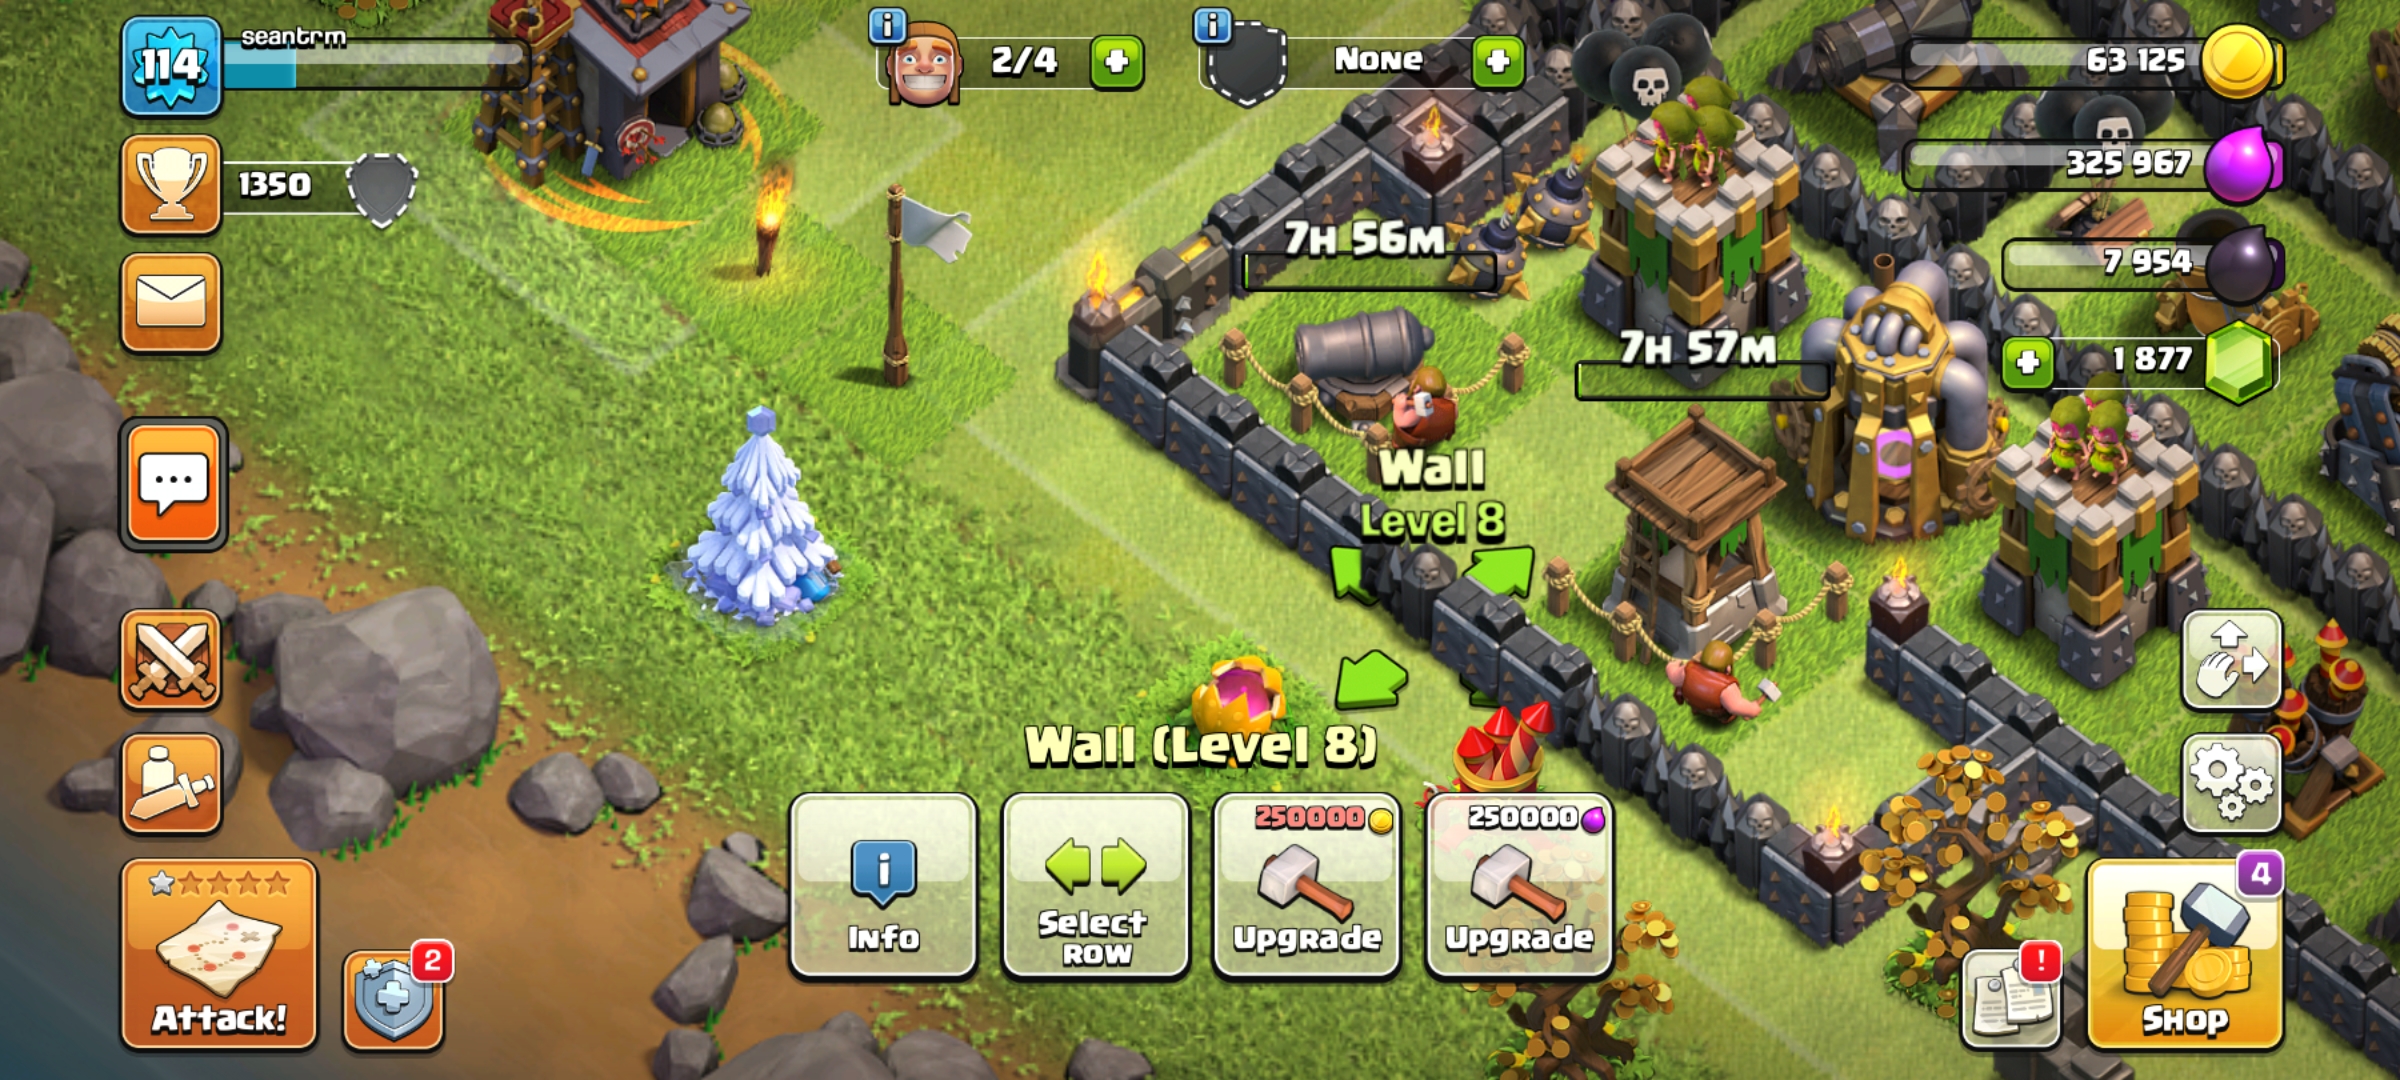 114
seantrm
2/4
None
63 125
1350
325 967
7H 56M
7 954
7H 57M
1 877
Wall
Level 8
Wall (Level 8)
250000
250000
Info
Select
Row
Upgrade
Upgrade
4
2
!
Attack!
Shop